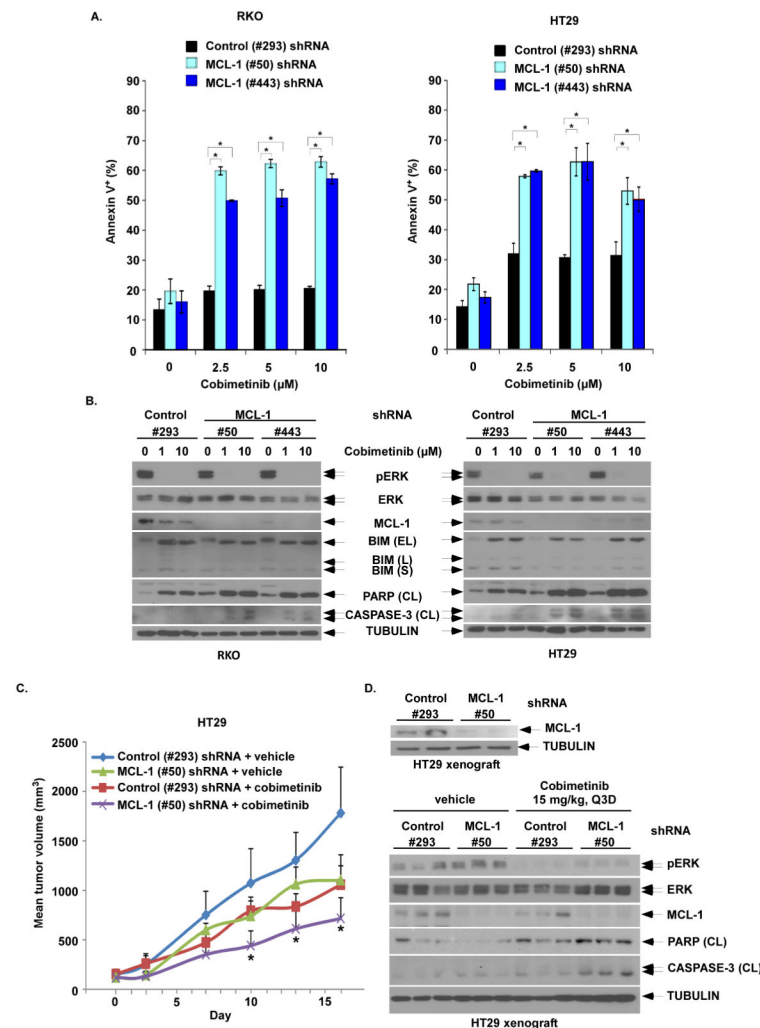 A.
RKO
Control (#293) shRNA
MCL-1 (#50) shRNA
MCL-1 (#443) shRNA
Annexin V⁺ (%)
90
80
70
60
50
40
30
20
10
0
* * * * * *
0 2.5 5 10
Cobimetinib (μM)
HT29
Control (#293) shRNA
MCL-1 (#50) shRNA
MCL-1 (#443) shRNA
Annexin V⁺ (%)
90
80
70
60
50
40
30
20
10
0
* * * * * *
0 2.5 5 10
Cobimetinib (μM)
B.
Control MCL-1 shRNA Control MCL-1
#293 #50 #443 #293 #50 #443
0 1 10 0 1 10 0 1 10 Cobimetinib (μM) 0 1 10 0 1 10 0 1 10
pERK
ERK
MCL-1
BIM (EL)
BIM (L)
BIM (S)
PARP (CL)
CASPASE-3 (CL)
TUBULIN
RKO HT29
C.
HT29
Control (#293) shRNA + vehicle
MCL-1 (#50) shRNA + vehicle
Control (#293) shRNA + cobimetinib
MCL-1 (#50) shRNA + cobimetinib
Mean tumor volume (mm³)
2500
2000
1500
1000
500
0
* * *
0 5 10 15
Day
D.
Control MCL-1 shRNA
#293 #50
MCL-1
TUBULIN
HT29 xenograft
vehicle Cobimetinib
15 mg/kg, Q3D
Control MCL-1 Control MCL-1 shRNA
#293 #50 #293 #50
pERK
ERK
MCL-1
PARP (CL)
CASPASE-3 (CL)
TUBULIN
HT29 xenograft